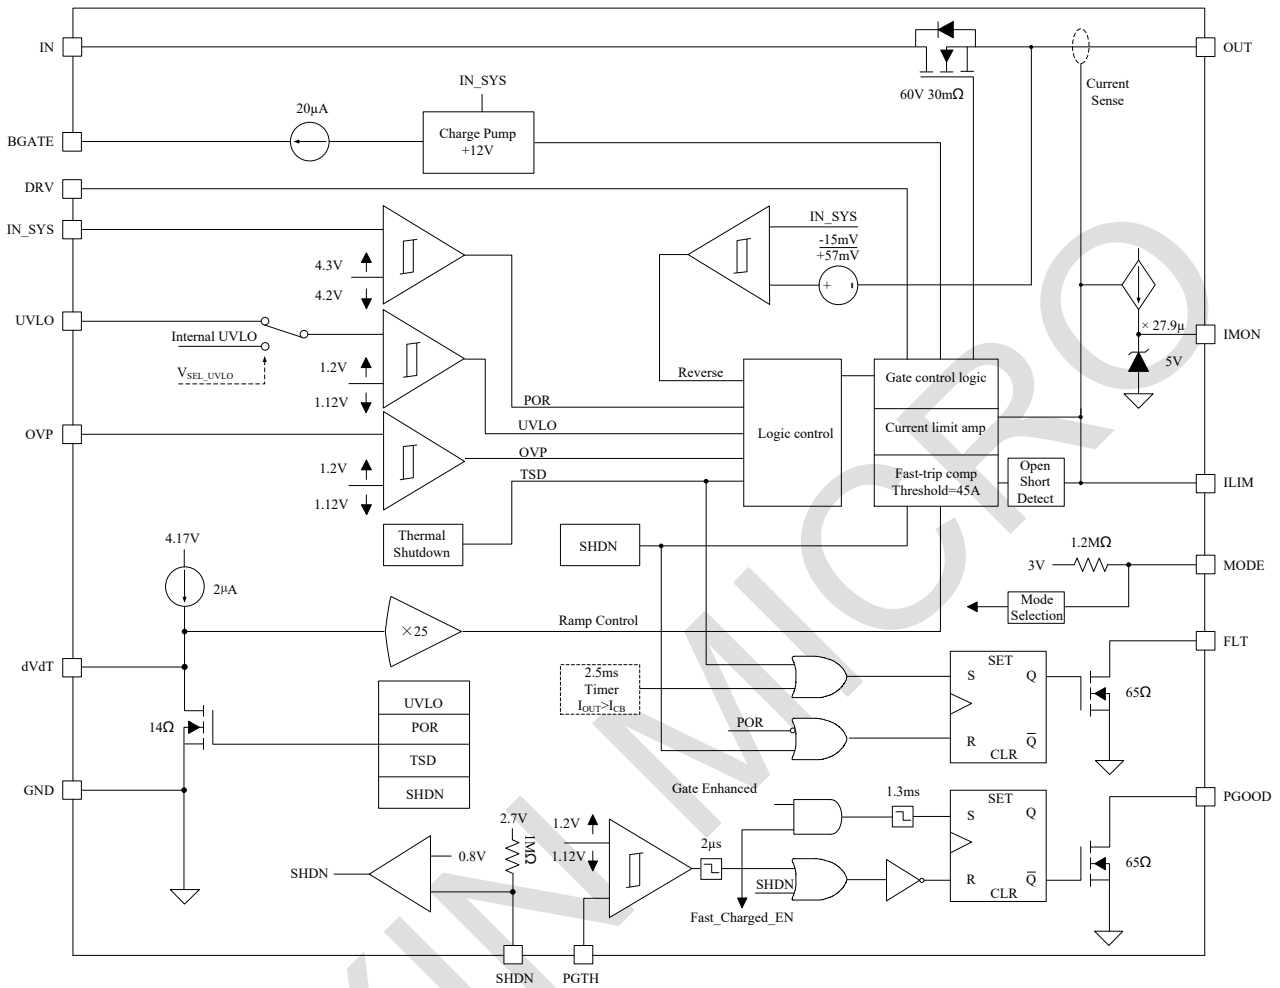 IN
OUT
IN_SYS
60V 30mΩ
Current
Sense
20μA
Charge Pump
+12V
BGATE
DRV
IN_SYS
IN_SYS
-15mV
+57mV
+
-
4.3V
4.2V
UVLO
Internal UVLO
VSEL_UVLO
× 27.9μ
IMON
5V
1.2V
1.12V
Reverse
Gate control logic
POR
UVLO
Current limit amp
Logic control
OVP
OVP
1.2V
1.12V
TSD
Fast-trip comp
Threshold=45A
Open
Short
Detect
ILIM
Thermal
Shutdown
SHDN
4.17V
2μA
1.2MΩ
3V
MODE
Mode
Selection
×25
Ramp Control
FLT
dVdT
2.5ms
Timer
IOUT>ICB
SET
S
Q
R
Q
CLR
65Ω
UVLO
POR
TSD
SHDN
14Ω
POR
GND
Gate Enhanced
1.3ms
SET
S
Q
R
Q
CLR
PGOOD
65Ω
2.7V
1MΩ
1.2V
1.12V
2μs
0.8V
SHDN
SHDN
Fast_Charged_EN
SHDN
PGTH
XIN MICRO